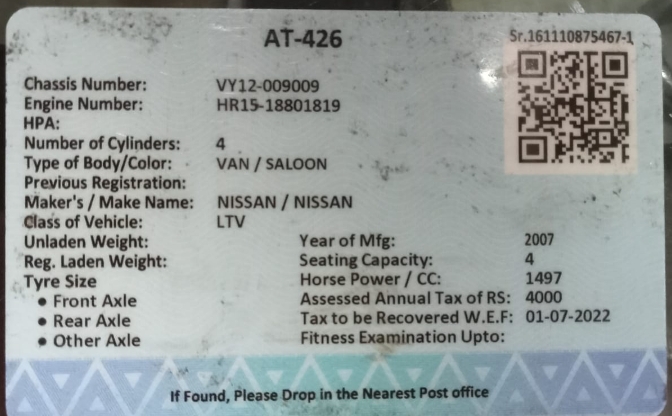 AT-426
Sr.161110875467-1
Chassis Number: VY12-009009
Engine Number: HR15-18801819
HPA:
Number of Cylinders: 4
Type of Body/Color: VAN / SALOON
Previous Registration:
Maker's / Make Name: NISSAN / NISSAN
Class of Vehicle: LTV
Unladen Weight:
Reg. Laden Weight:
Tyre Size
• Front Axle
• Rear Axle
• Other Axle
Year of Mfg: 2007
Seating Capacity: 4
Horse Power / CC: 1497
Assessed Annual Tax of RS: 4000
Tax to be Recovered W.E.F: 01-07-2022
Fitness Examination Upto:
If Found, Please Drop in the Nearest Post office